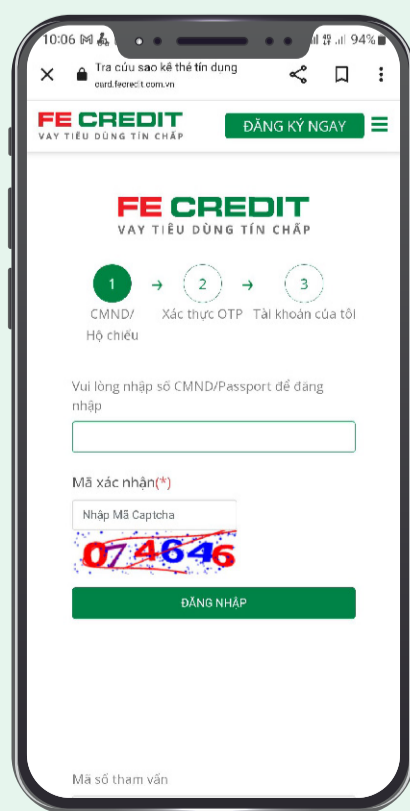 10:06 94%
Tra cứu sao kê thẻ tín dụng
card.fecredit.com.vn
FE CREDIT
VAY TIÊU DÙNG TÍN CHẤP
ĐĂNG KÝ NGAY
FE CREDIT
VAY TIÊU DÙNG TÍN CHẤP
1 → 2 → 3
CMND/ Xác thực OTP Tài khoản của tôi
Hộ chiếu
Vui lòng nhập số CMND/Passport để đăng
nhập
Mã xác nhận(*)
Nhập Mã Captcha
074646
ĐĂNG NHẬP
Mã số tham vấn